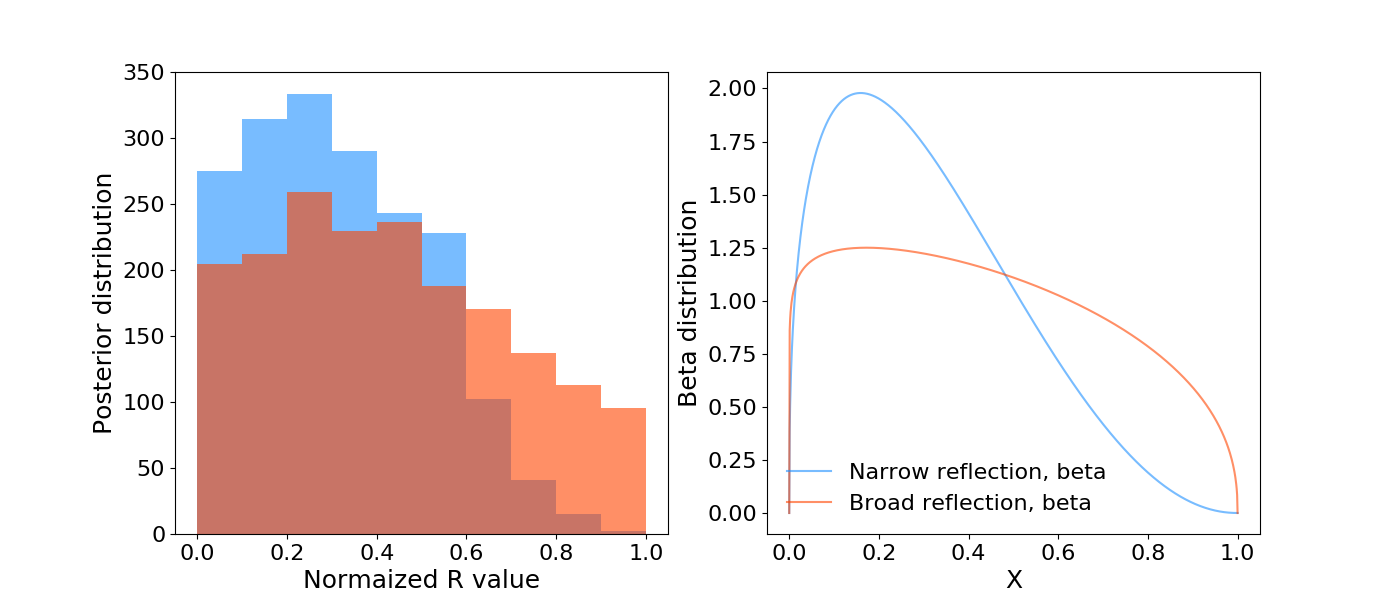 350
300
250
200
150
100
50
0
Posterior distribution
0.0 0.2 0.4 0.6 0.8 1.0
Normaized R value
2.00
1.75
1.50
1.25
1.00
0.75
0.50
0.25
0.00
Beta distribution
Narrow reflection, beta
Broad reflection, beta
0.0 0.2 0.4 0.6 0.8 1.0
X